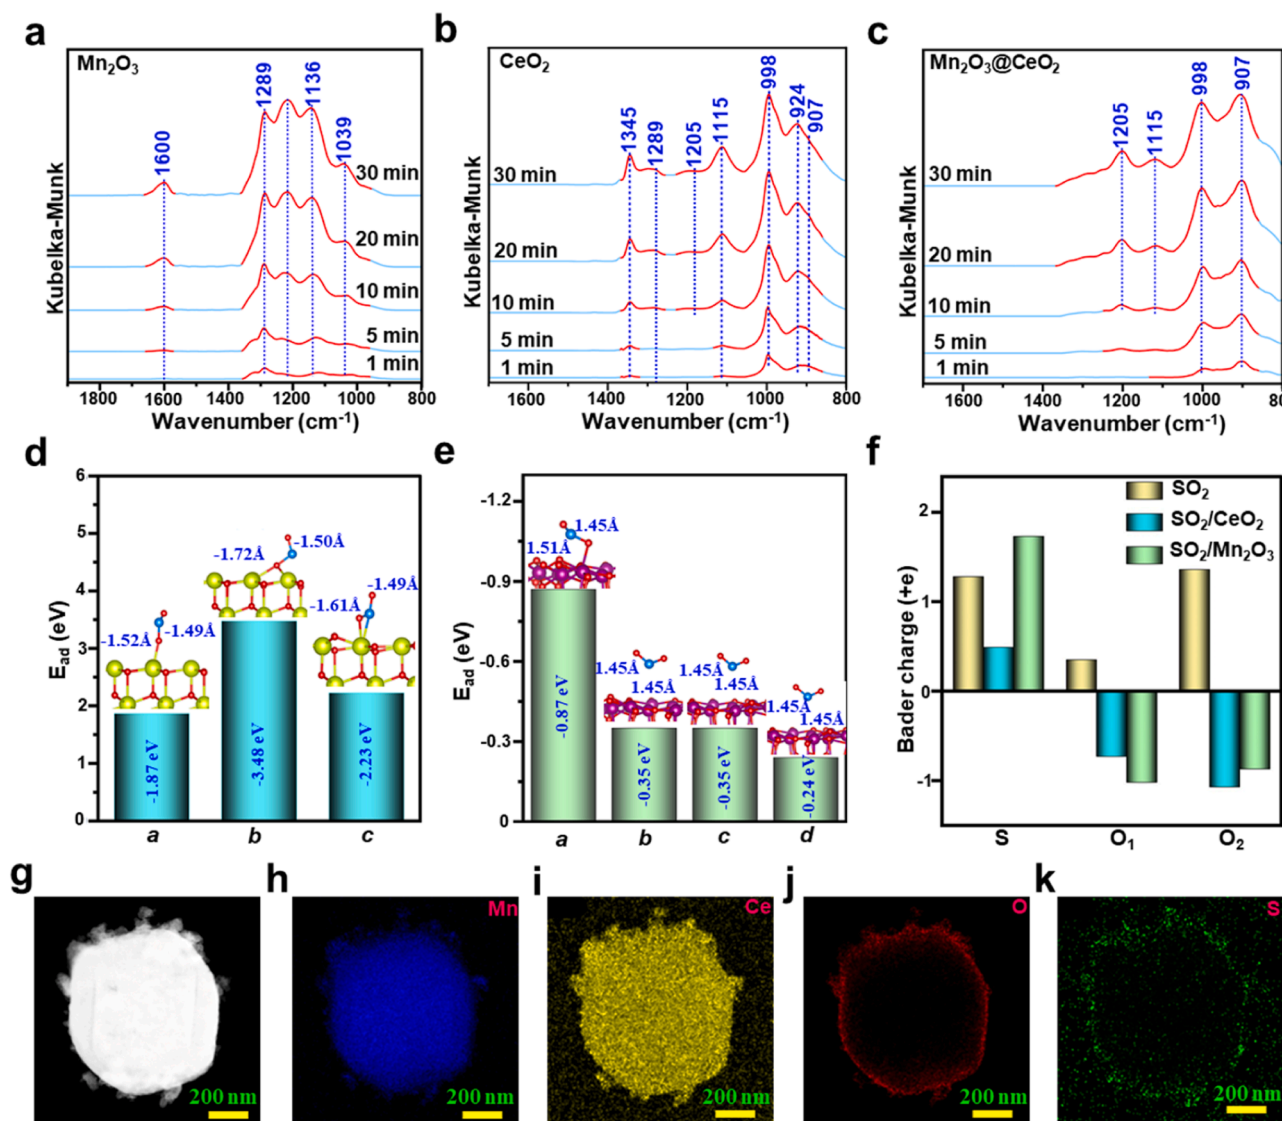 a
Mn₂O₃
1600
1289
1136
1039
30 min
20 min
10 min
5 min
1 min
Kubelka-Munk
1800 1600 1400 1200 1000 800
Wavenumber (cm⁻¹)
b
CeO₂
1345
1289
1205
1115
998
924
907
30 min
20 min
10 min
5 min
1 min
Kubelka-Munk
1600 1400 1200 1000 800
Wavenumber (cm⁻¹)
c
Mn₂O₃@CeO₂
1205
1115
998
907
30 min
20 min
10 min
5 min
1 min
Kubelka-Munk
1600 1400 1200 1000 80
Wavenumber (cm⁻¹)
d
E_ad (eV)
6
5
4
3
2
1
0
-1.52Å
-1.49Å
-1.72Å
-1.50Å
-1.61Å
-1.49Å
-1.87 eV
-3.48 eV
-2.23 eV
a b c
e
E_ad (eV)
-1.2
-0.9
-0.6
-0.3
0
1.51Å
1.45Å
1.45Å
1.45Å
1.45Å
1.45Å
1.45Å
1.45Å
-0.87 eV
-0.35 eV
-0.35 eV
-0.24 eV
a b c d
f
Bader charge (+e)
2
1
0
-1
SO₂
SO₂/CeO₂
SO₂/Mn₂O₃
S O₁ O₂
g
200 nm
h
Mn
200 nm
i
Ce
200 nm
j
O
200 nm
k
S
200 nm